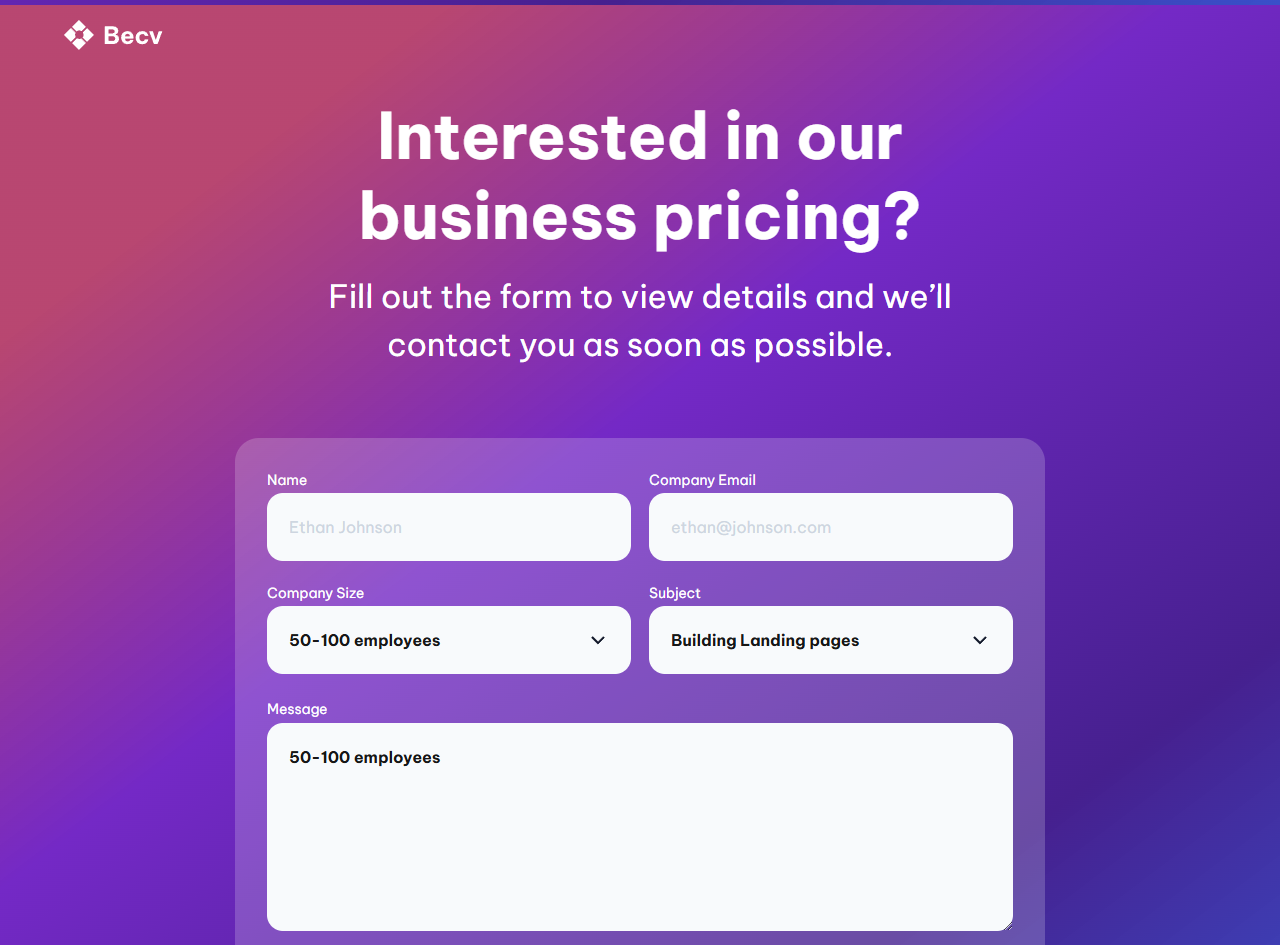 Becv
Interested in our
business pricing?
Fill out the form to view details and we’ll
contact you as soon as possible.
Name
Company Email
Ethan Johnson
ethan@johnson.com
Company Size
Subject
50-100 employees
Building Landing pages
Message
50-100 employees